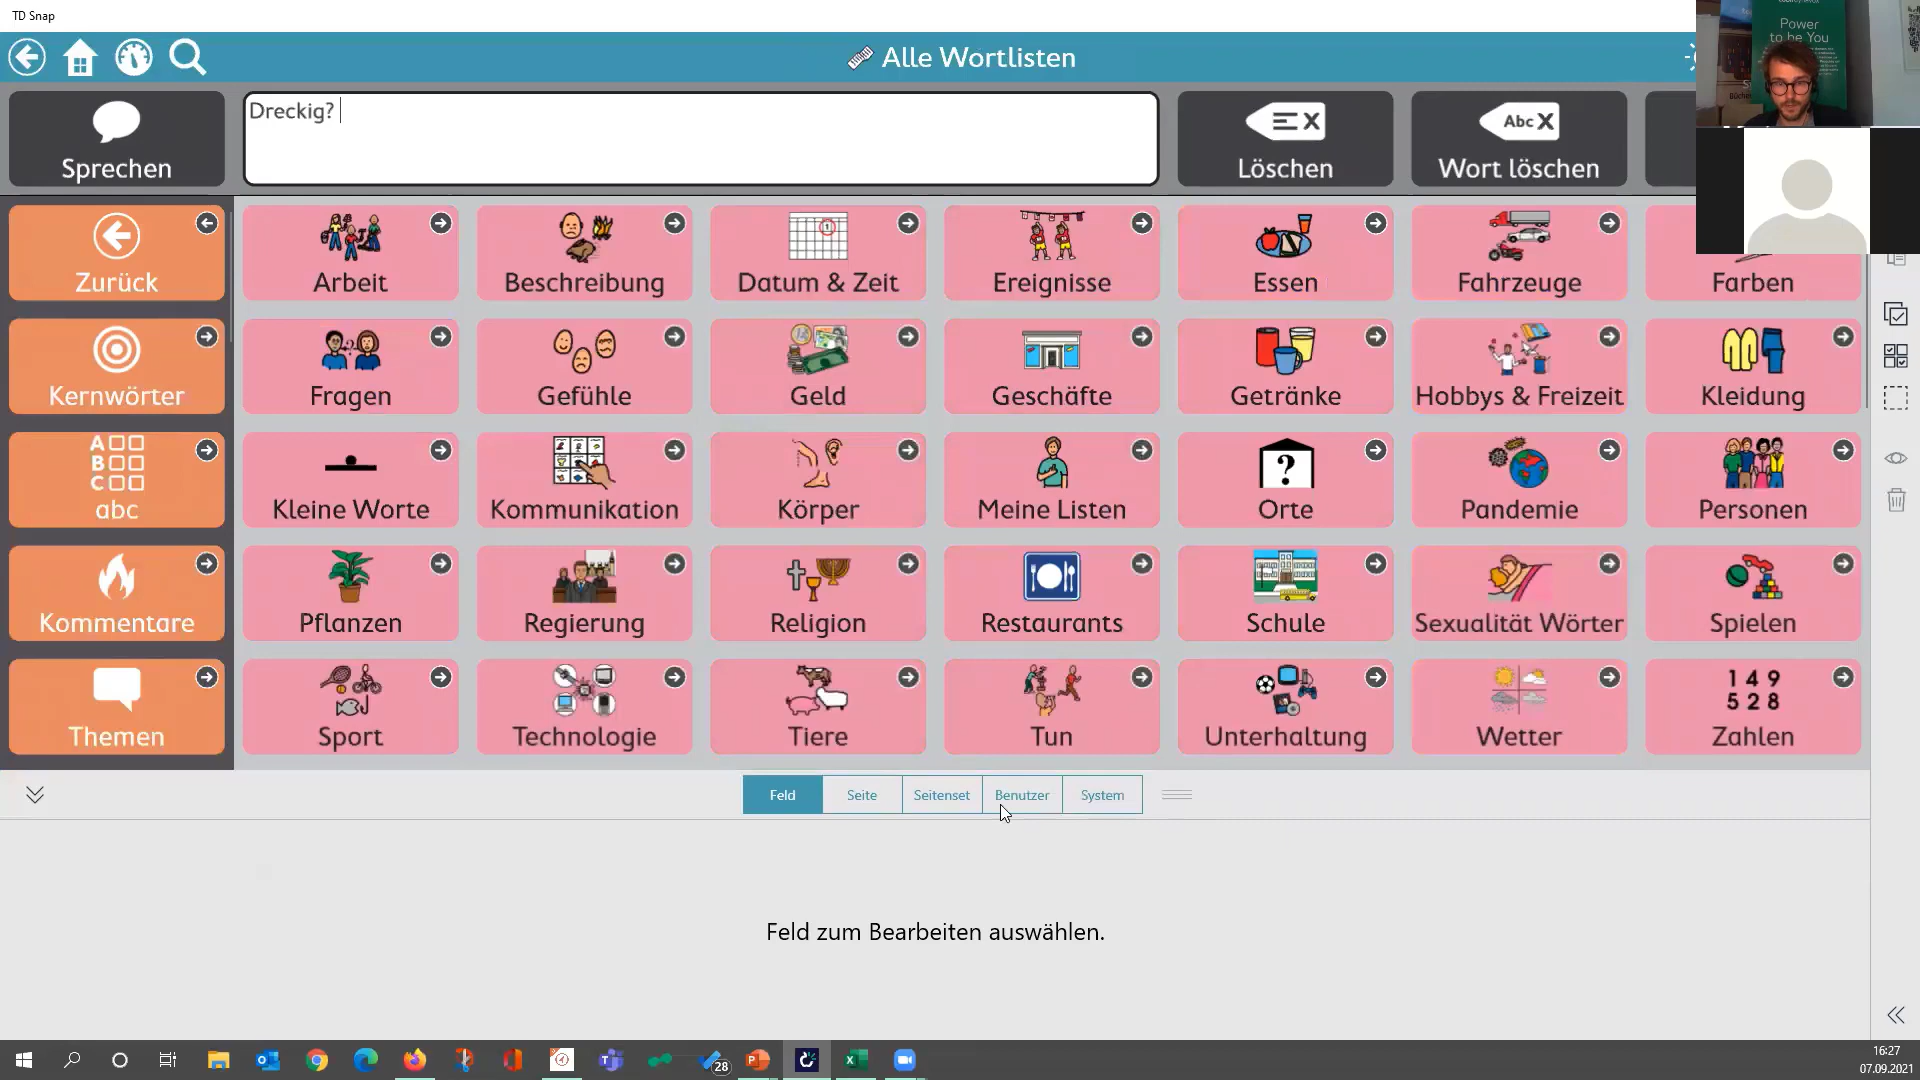 TD Snap
Alle Wortlisten
Power
to be You
Dreckig?
Sprechen
Löschen
Abc X
Wort löschen
Zurück
Arbeit
Beschreibung
1
Datum & Zeit
Ereignisse
Essen
Fahrzeuge
Farben
Kernwörter
Fragen
Gefühle
Geld
Geschäfte
Getränke
Hobbys & Freizeit
Kleidung
A
B
C
abc
Kleine Worte
Kommunikation
Körper
Meine Listen
?
Orte
Pandemie
Personen
Kommentare
Pflanzen
Regierung
Religion
Restaurants
Schule
Sexualität Wörter
Spielen
Themen
Sport
Technologie
Tiere
Tun
Unterhaltung
Wetter
1 4 9
5 2 8
Zahlen
Feld
Seite
Seitenset
Benutzer
System
Feld zum Bearbeiten auswählen.
28
16:27
07.09.2021